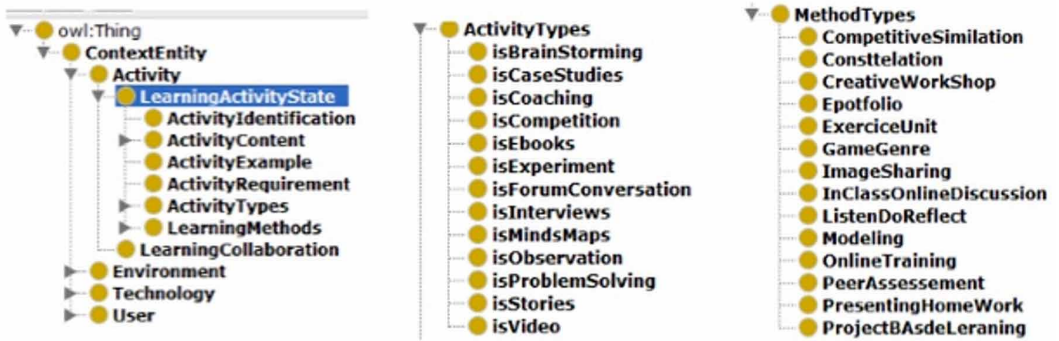 owl:Thing
ContextEntity
Activity
LearningActivityState
ActivityIdentification
ActivityContent
ActivityExample
ActivityRequirement
ActivityTypes
LearningMethods
LearningCollaboration
Environment
Technology
User
ActivityTypes
isBrainStorming
isCaseStudies
isCoaching
isCompetition
isEbooks
isExperiment
isForumConversation
isInterviews
isMindsMaps
isObservation
isProblemSolving
isStories
isVideo
MethodTypes
CompetitiveSimilation
Consttelation
CreativeWorkShop
Epotfolio
ExerciceUnit
GameGenre
ImageSharing
InClassOnlineDiscussion
ListenDoReflect
Modeling
OnlineTraining
PeerAssessement
PresentingHomeWork
ProjectBAsdeLeraning